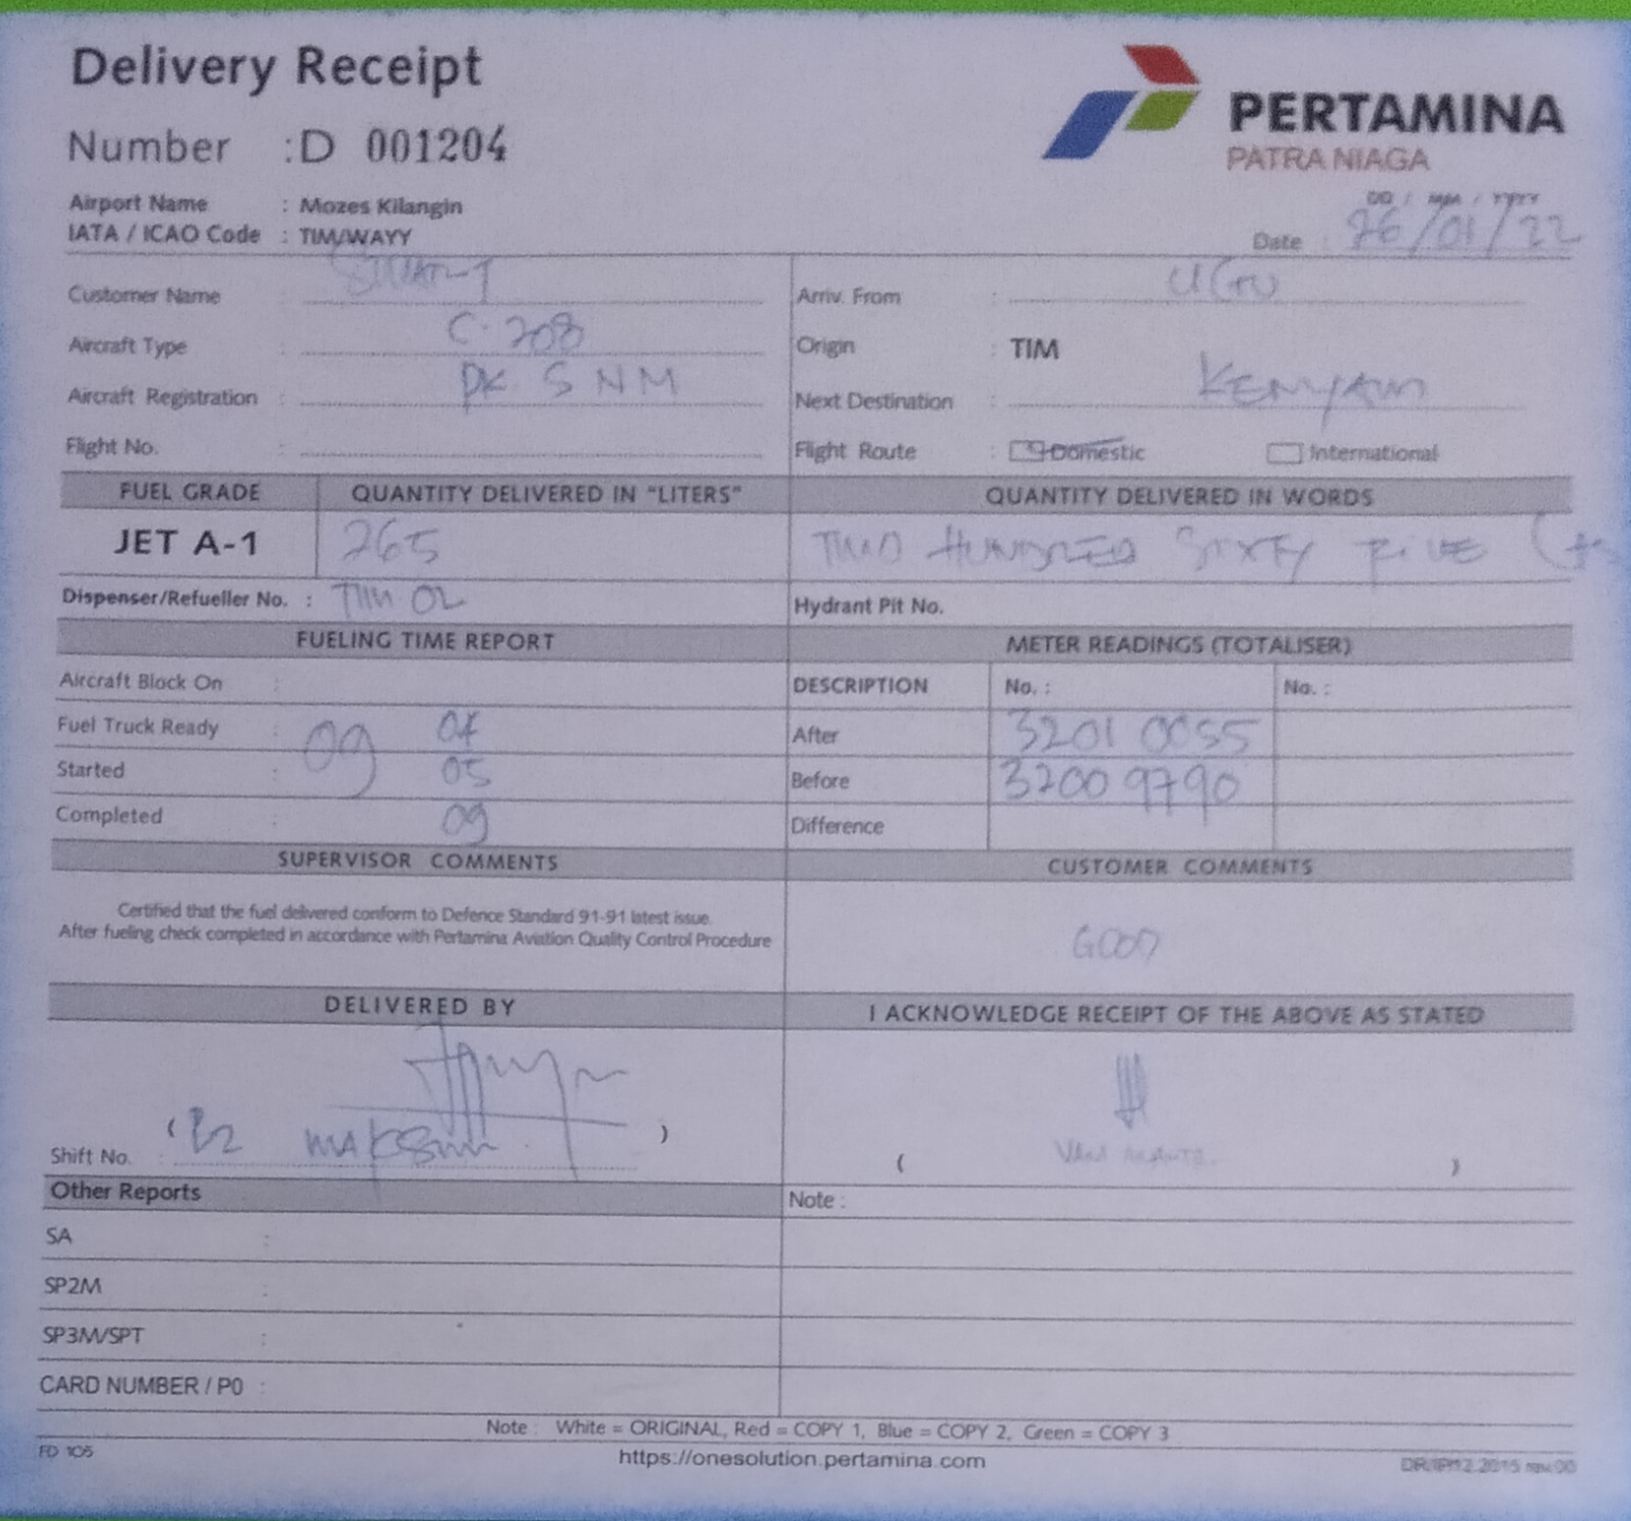 Delivery Receipt
PERTAMINA
PATRA NIAGA
Number : D 001204
Airport Name : Mozes Kilangin
DD / MM / YYYY
IATA / ICAO Code : TIM/WAYY
Date : 26/01/22
Customer Name :
Arriv. From :
Aircraft Type : C 208
Origin : TIM
Aircraft Registration : PK SNM
Next Destination : KENYAM
Flight No. :
Flight Route : Domestic International
FUEL GRADE QUANTITY DELIVERED IN "LITERS" QUANTITY DELIVERED IN WORDS
JET A-1 265 TWO HUNDRED SIXTY FIVE
Dispenser/Refueller No. : TIM 02
Hydrant Pit No.
FUELING TIME REPORT METER READINGS (TOTALISER)
Aircraft Block On :
DESCRIPTION No. : No. :
Fuel Truck Ready : 09 04
After 32010055
Started : 05
Before 32009790
Completed : 09
Difference
SUPERVISOR COMMENTS CUSTOMER COMMENTS
Certified that the fuel delivered conform to Defence Standard 91-91 latest issue.
After fueling check completed in accordance with Pertamina Aviation Quality Control Procedure
GOOD
DELIVERED BY I ACKNOWLEDGE RECEIPT OF THE ABOVE AS STATED
Shift No. : ( )
( )
Other Reports
Note :
SA :
SP2M :
SP3M/SPT :
CARD NUMBER / P0 :
Note : White = ORIGINAL, Red = COPY 1, Blue = COPY 2, Green = COPY 3
FD 105
https://onesolution.pertamina.com